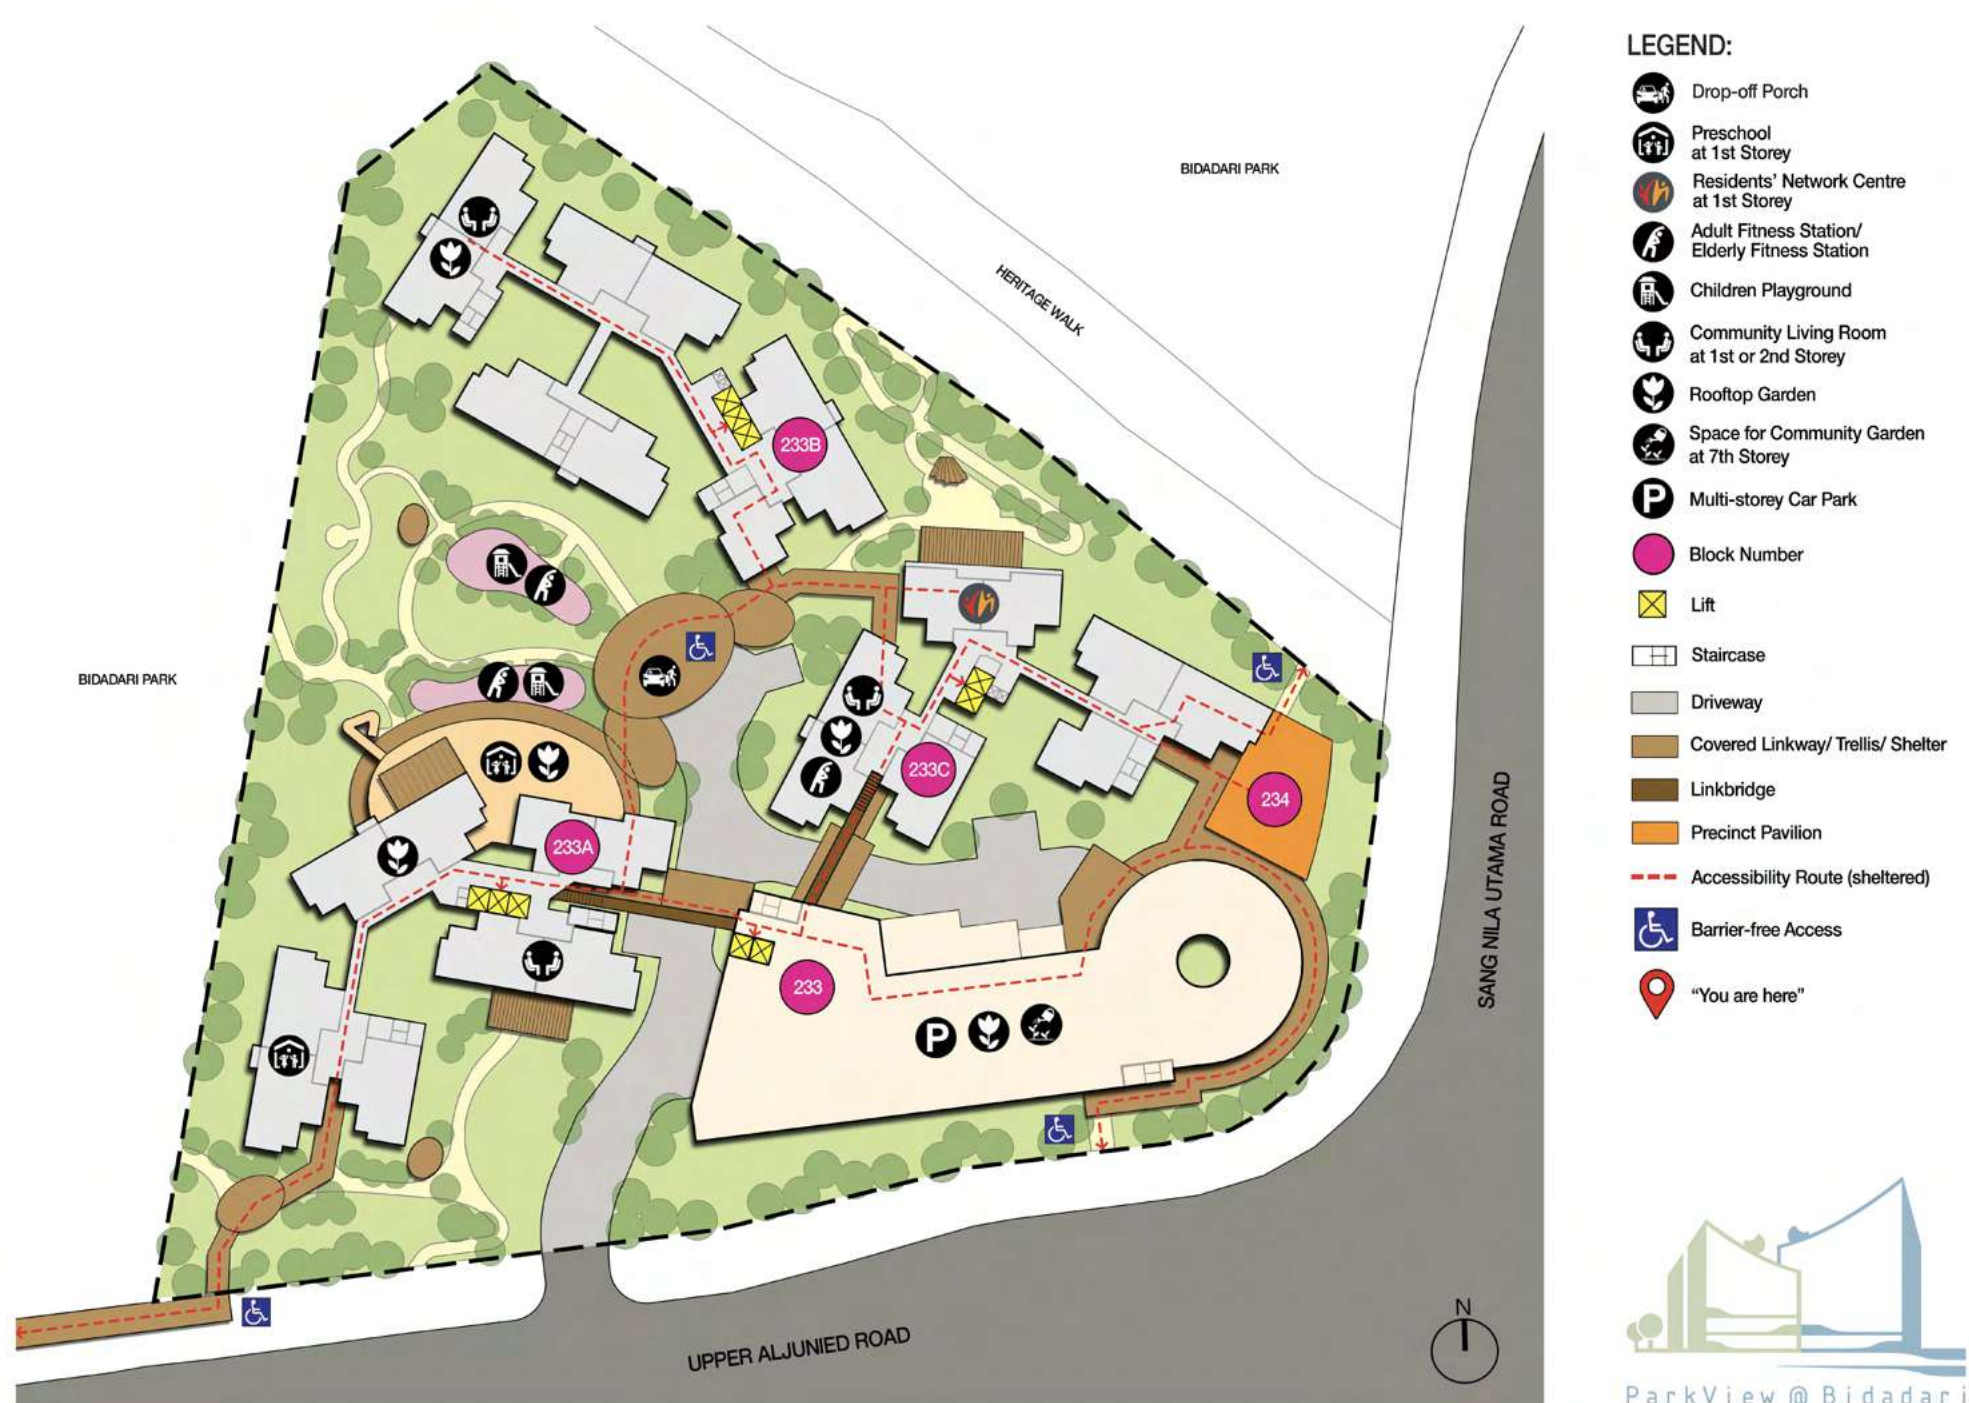 BIDADARI PARK
HERITAGE WALK
233B
BIDADARI PARK
233C
234
233A
233
P
SANG NILA UTAMA ROAD
UPPER ALJUNIED ROAD
N
LEGEND:
Drop-off Porch
Preschool
at 1st Storey
Residents' Network Centre
at 1st Storey
Adult Fitness Station/
Elderly Fitness Station
Children Playground
Community Living Room
at 1st or 2nd Storey
Rooftop Garden
Space for Community Garden
at 7th Storey
P
Multi-storey Car Park
Block Number
Lift
Staircase
Driveway
Covered Linkway/ Trellis/ Shelter
Linkbridge
Precinct Pavilion
Accessibility Route (sheltered)
Barrier-free Access
"You are here"
ParkView @ Bidadari